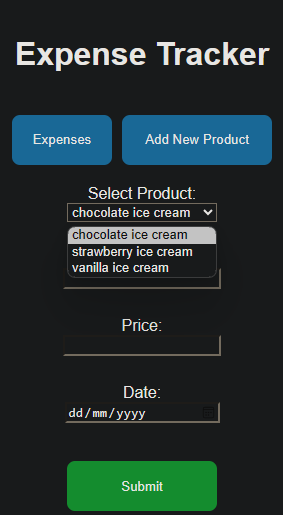 Expense Tracker
Expenses
Add New Product
Select Product:
chocolate ice cream
chocolate ice cream
strawberry ice cream
vanilla ice cream
Price:
Date:
dd/mm/yyyy
Submit